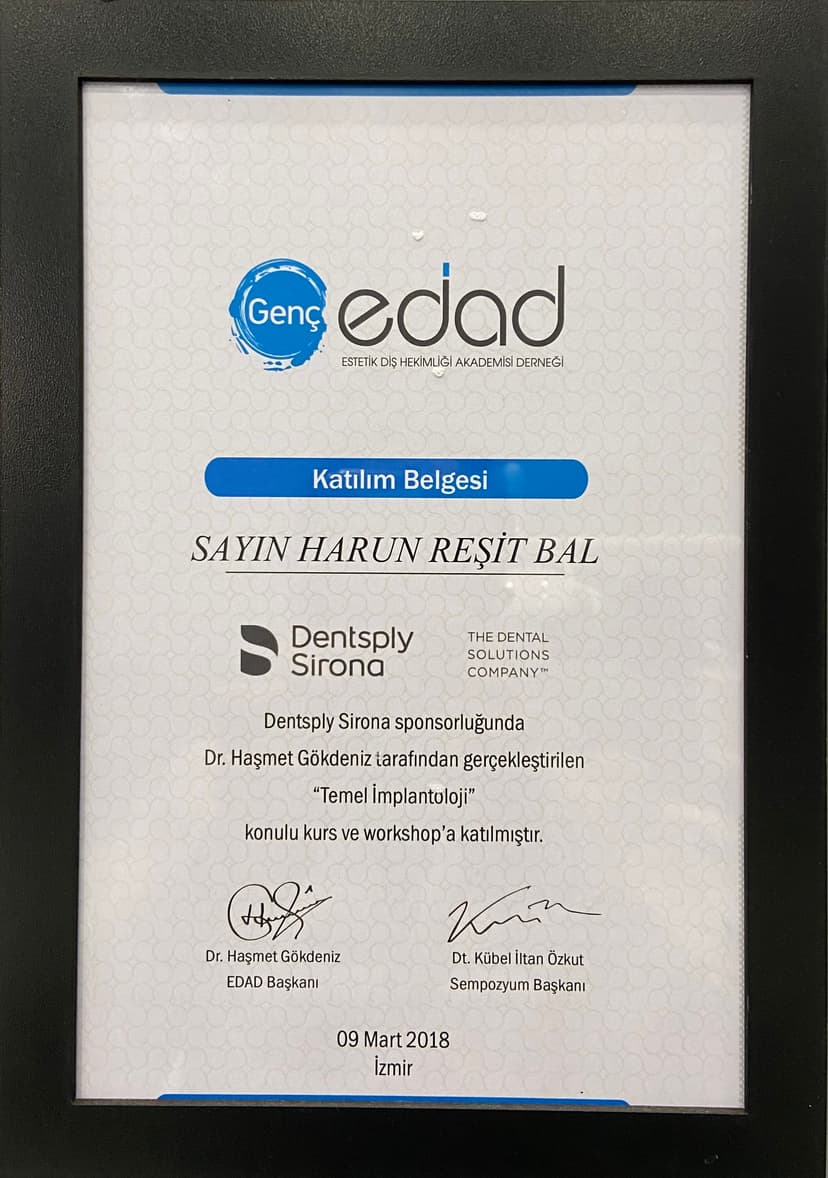 Genç edad
ESTETİK DİŞ HEKİMLİĞİ AKADEMİSİ DERNEĞİ
Katılım Belgesi
SAYIN HARUN REŞİT BAL
Dentsply
Sirona
THE DENTAL
SOLUTIONS
COMPANY™
Dentsply Sirona sponsorluğunda
Dr. Haşmet Gökdeniz tarafından gerçekleştirilen
“Temel İmplantoloji”
konulu kurs ve workshop’a katılmıştır.
Dr. Haşmet Gökdeniz
EDAD Başkanı
Dt. Kübel İltan Özkut
Sempozyum Başkanı
09 Mart 2018
İzmir